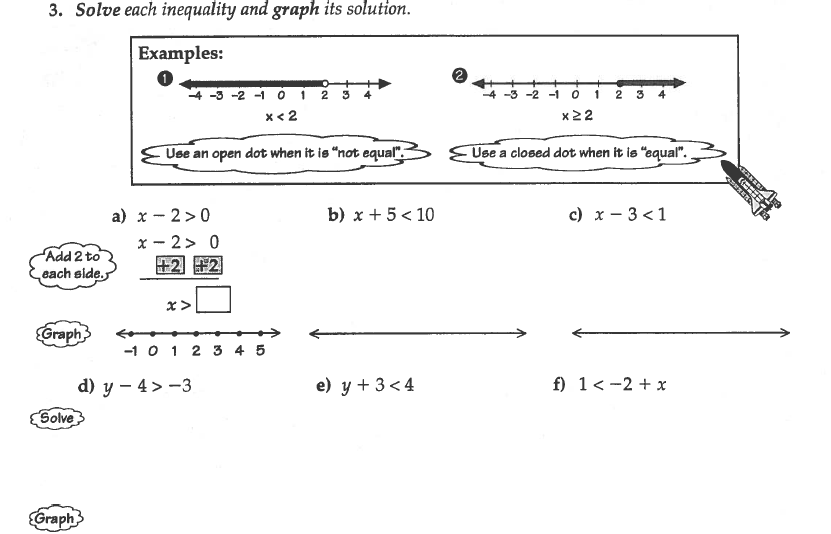 3. Solve each inequality and graph its solution.
Examples:
1
-4 -3 -2 -1 0 1 2 3 4
x < 2
Use an open dot when it is "not equal".
2
-4 -3 -2 -1 0 1 2 3 4
x ≥ 2
Use a closed dot when it is "equal".
a) x − 2 > 0
b) x + 5 < 10
c) x − 3 < 1
Add 2 to
each side.
x − 2 > 0
+2 +2
x >
Graph
-1 0 1 2 3 4 5
d) y − 4 > −3
e) y + 3 < 4
f) 1 < −2 + x
Solve
Graph